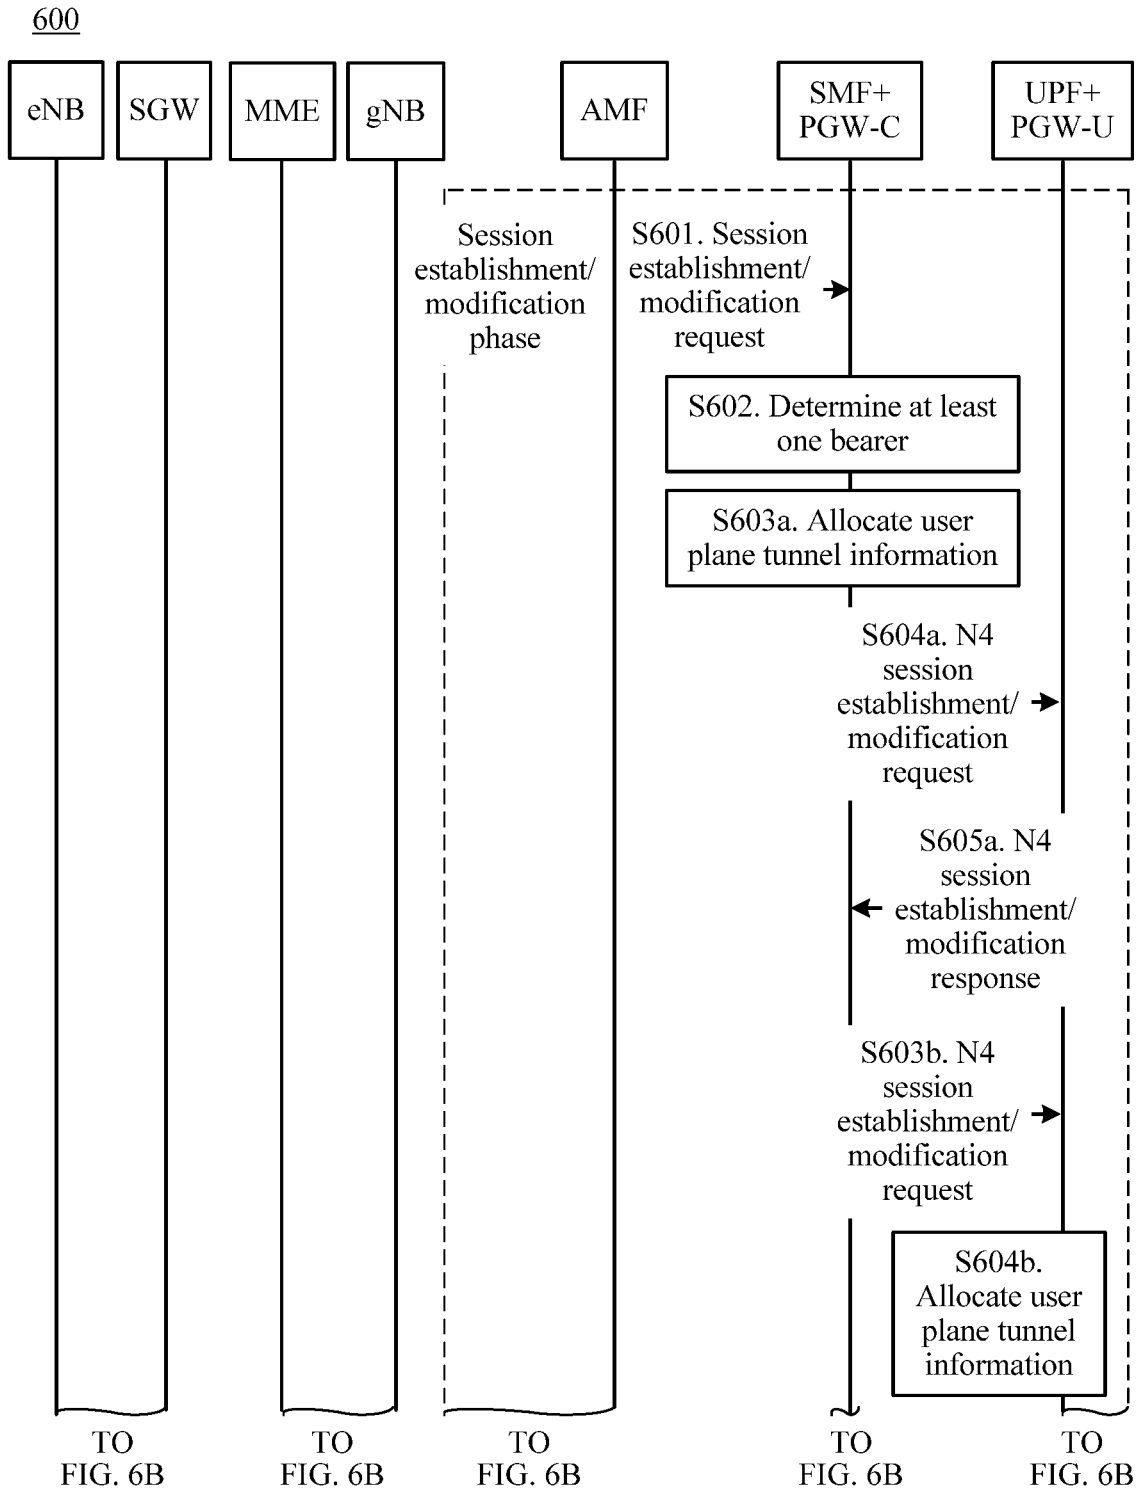 600
eNB
SGW
MME
gNB
AMF
SMF+
PGW-C
UPF+
PGW-U
Session
establishment/
modification
phase
S601. Session
establishment/
modification
request
S602. Determine at least
one bearer
S603a. Allocate user
plane tunnel information
S604a. N4
session
establishment/
modification
request
S605a. N4
session
establishment/
modification
response
S603b. N4
session
establishment/
modification
request
S604b.
Allocate user
plane tunnel
information
TO
FIG. 6B
TO
FIG. 6B
TO
FIG. 6B
TO
FIG. 6B
TO
FIG. 6B